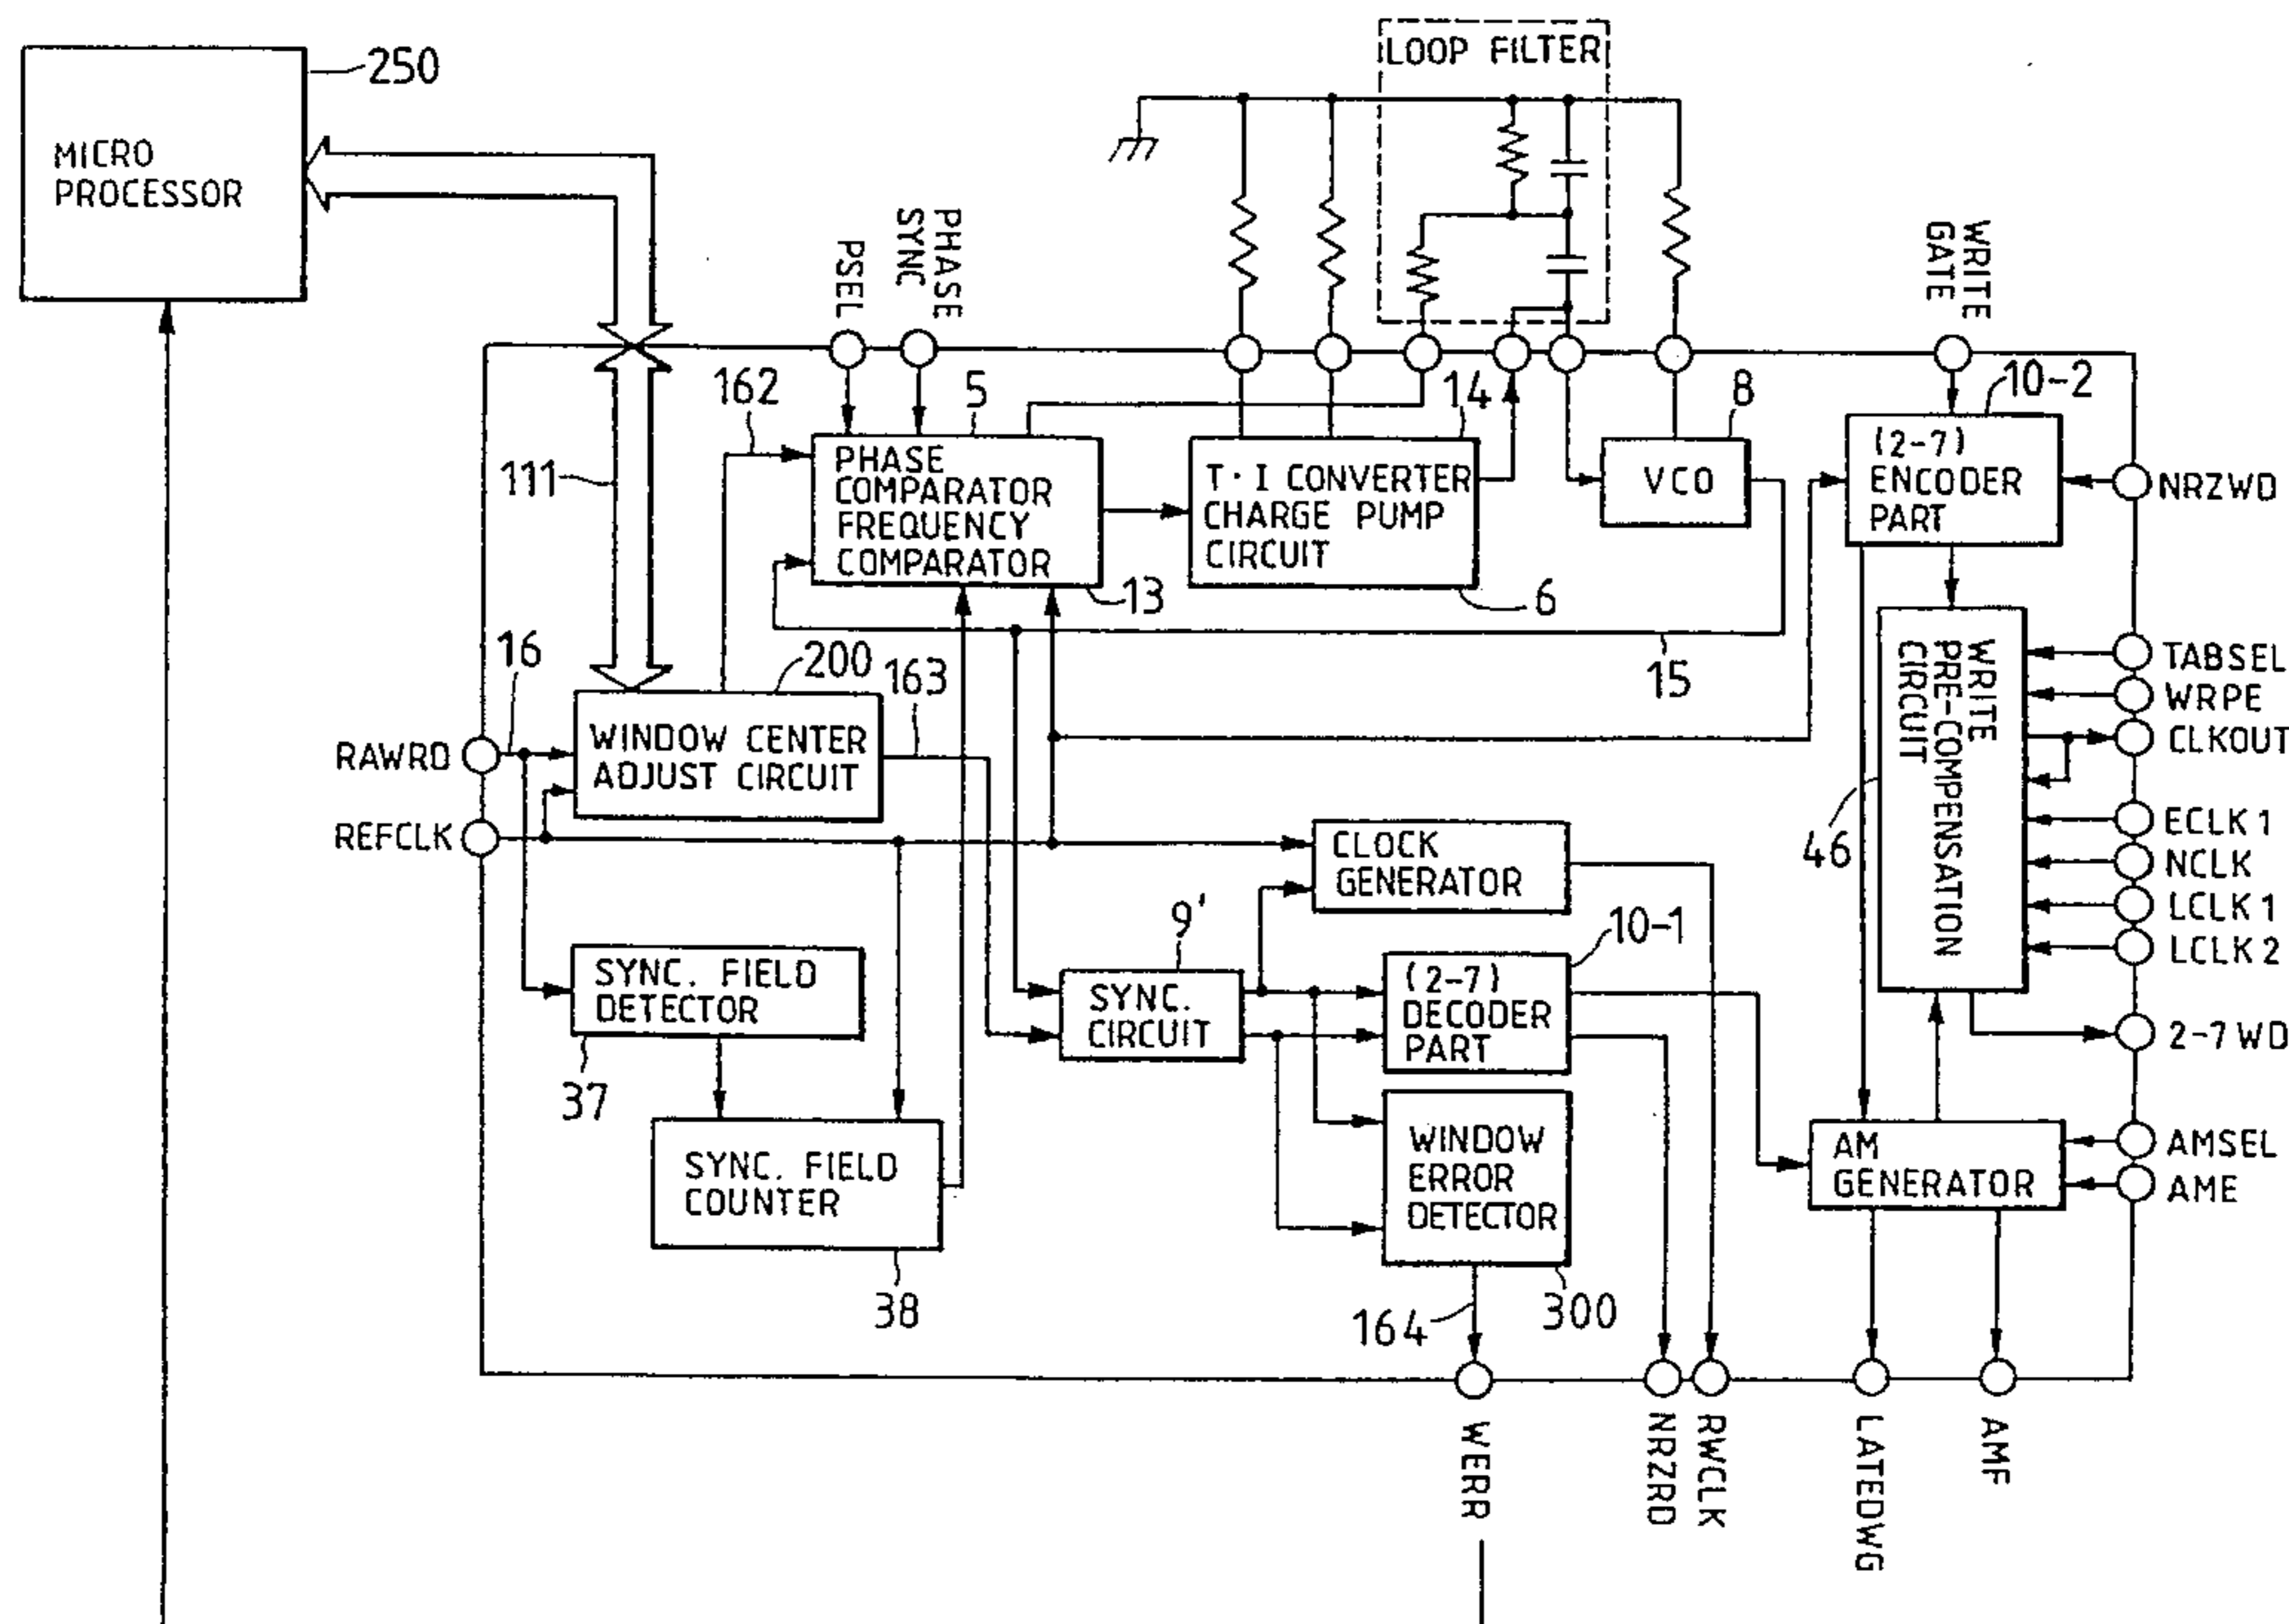 LOOP FILTER
250
MICRO
PROCESSOR
PSEL
PHASE
SYNC
WRITE
GATE
162
5
14
8
10-2
111
PHASE
COMPARATOR
FREQUENCY
COMPARATOR
T·I CONVERTER
CHARGE PUMP
CIRCUIT
VCO
(2-7)
ENCODER
PART
NRZWD
13
6
15
16
200
163
WRITE
PRE-COMPENSATION
CIRCUIT
TABSEL
WRPE
CLKOUT
RAWRD
WINDOW CENTER
ADJUST CIRCUIT
REFCLK
CLOCK
GENERATOR
46
ECLK1
NCLK
LCLK1
LCLK2
9'
10-1
SYNC. FIELD
DETECTOR
SYNC.
CIRCUIT
(2-7)
DECODER
PART
2-7WD
37
WINDOW
ERROR
DETECTOR
AM
GENERATOR
AMSEL
AME
SYNC. FIELD
COUNTER
38
164
300
WERR
NRZRD
RWCLK
LATEDWG
AMF